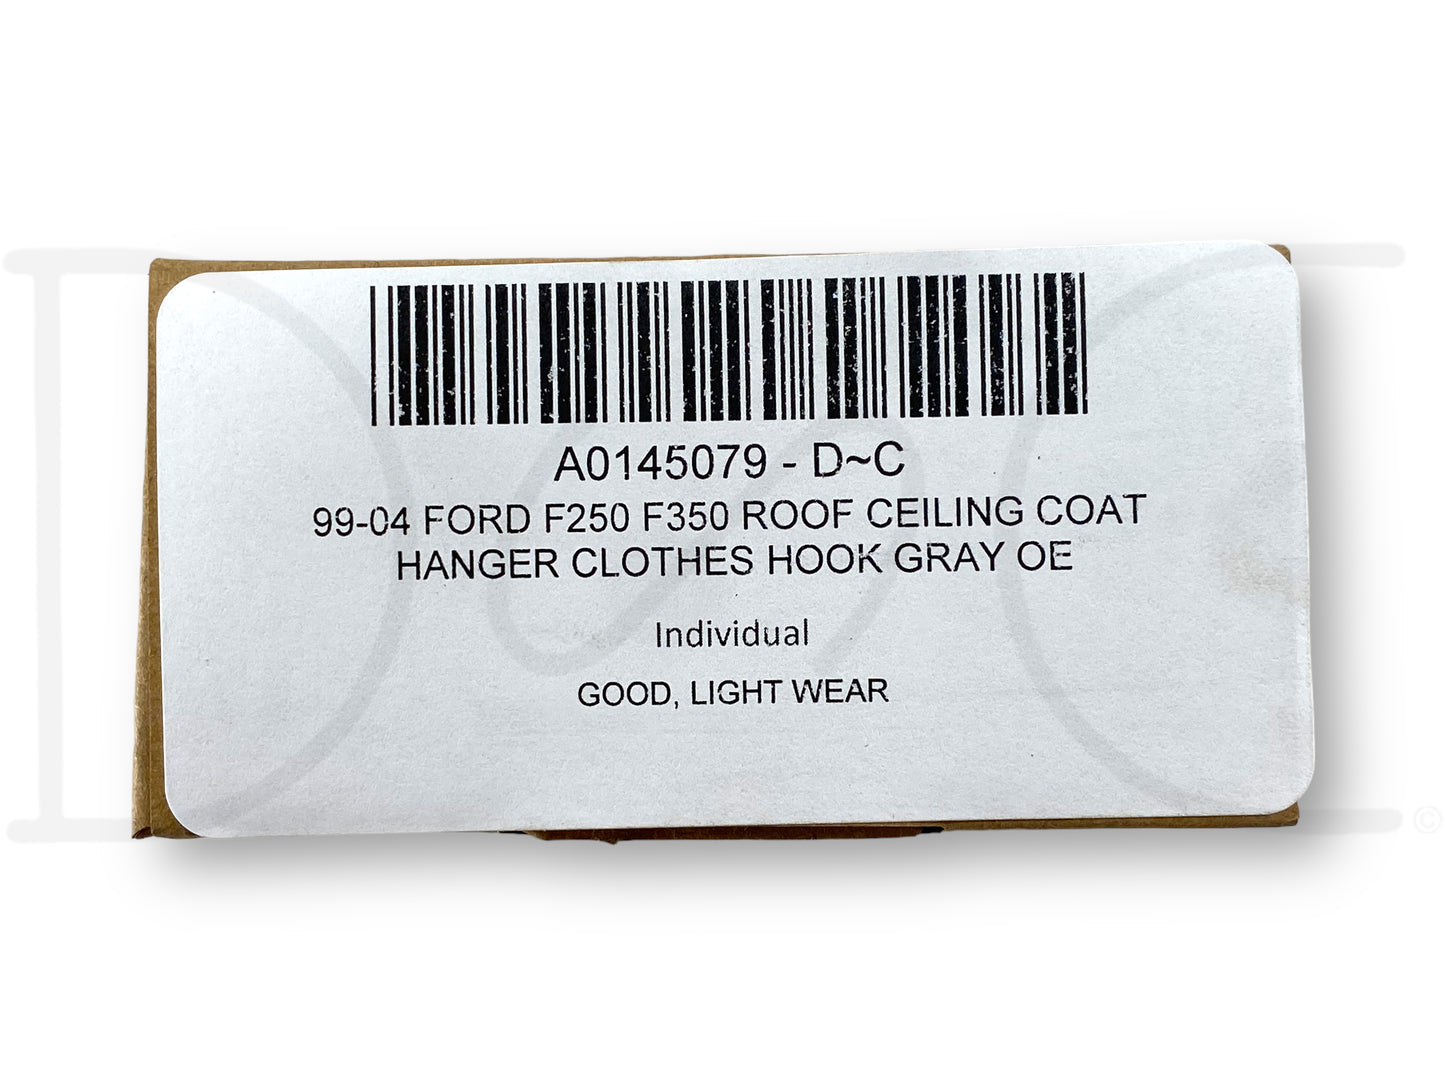 A0145079 - D~C
99-04 FORD F250 F350 ROOF CEILING COAT
HANGER CLOTHES HOOK GRAY OE
Individual
GOOD, LIGHT WEAR
©